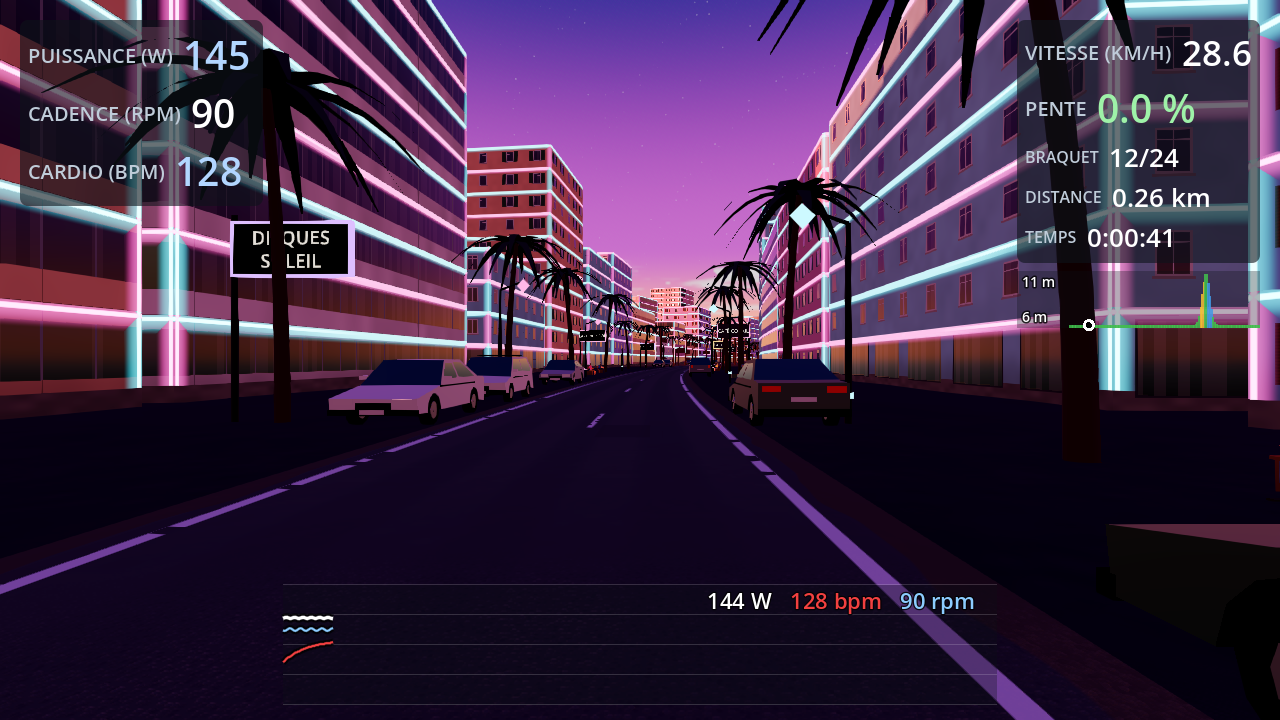 PUISSANCE (W) 145
CADENCE (RPM) 90
CARDIO (BPM) 128
VITESSE (KM/H) 28.6
PENTE 0.0 %
BRAQUET 12/24
DISTANCE 0.26 km
TEMPS 0:00:41
11 m
6 m
SOLEIL
144 W 128 bpm 90 rpm